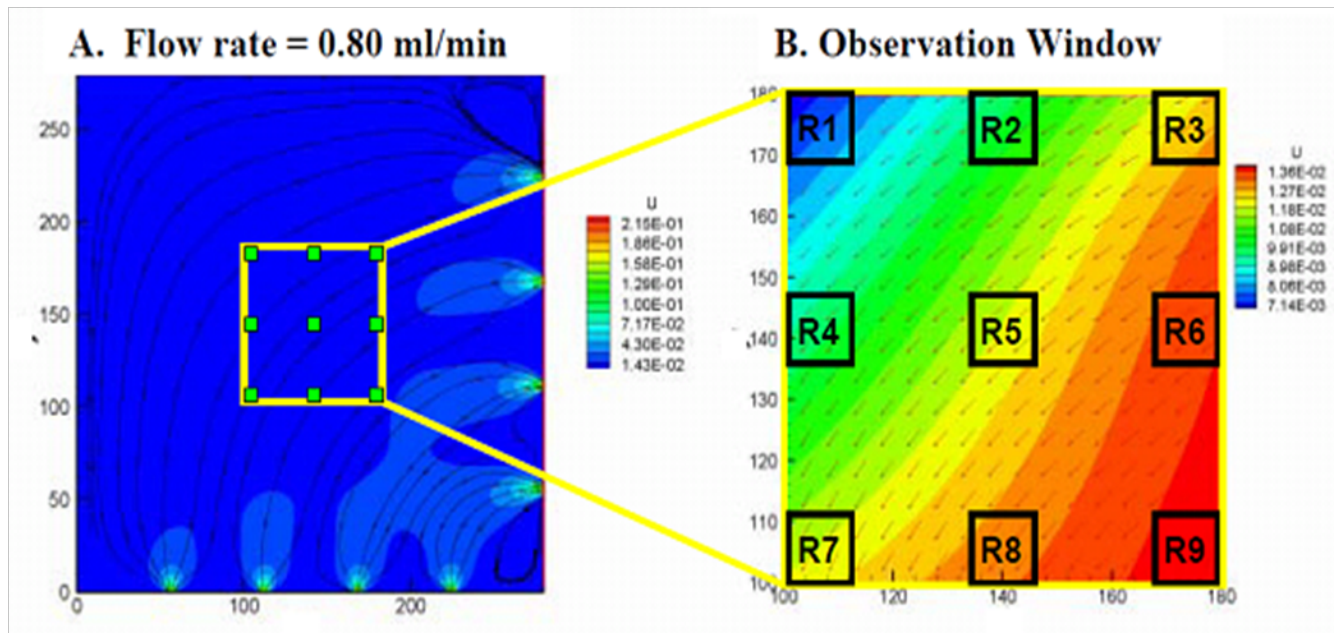 A. Flow rate = 0.80 ml/min
250
200
150
100
50
0
0
100
200
U
2.15E-01
1.86E-01
1.58E-01
1.29E-01
1.00E-01
7.17E-02
4.30E-02
1.43E-02
B. Observation Window
180
170
160
150
140
130
120
110
100
100
120
140
160
180
R1
R2
R3
R4
R5
R6
R7
R8
R9
U
1.36E-02
1.27E-02
1.18E-02
1.08E-02
9.91E-03
8.98E-03
8.06E-03
7.14E-03